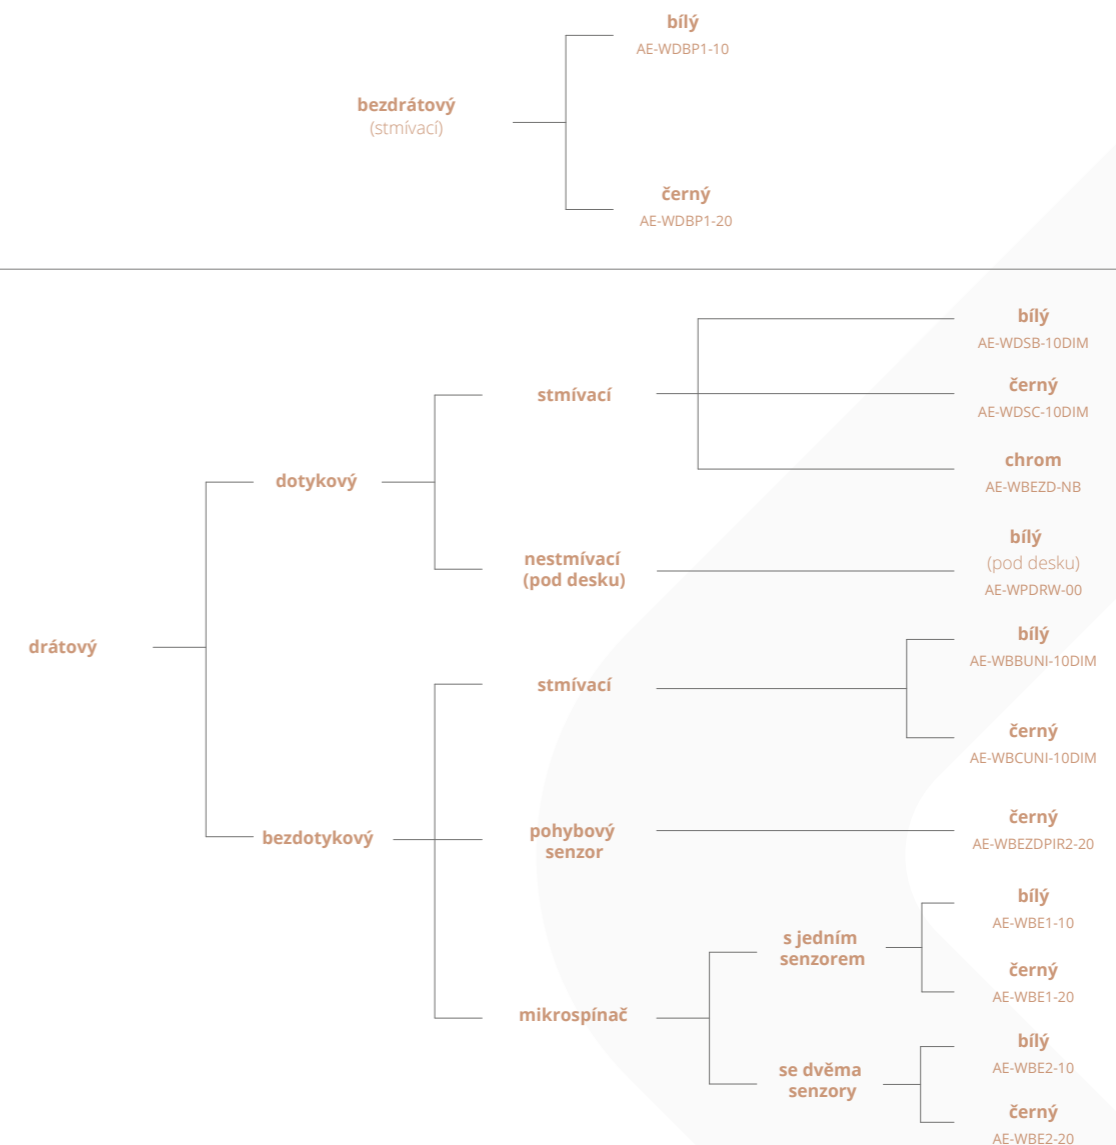 bílý
AE-WDBP1-10
bezdrátový
(stmívací)
černý
AE-WDBP1-20
bílý
AE-WDSB-10DIM
stmívací
černý
AE-WDSC-10DIM
chrom
AE-WBEZD-NB
dotykový
nestmívací
(pod desku)
bílý
(pod desku)
AE-WPDRW-00
drátový
bílý
AE-WBBUNI-10DIM
stmívací
černý
AE-WBCUNI-10DIM
bezdotykový
pohybový
senzor
černý
AE-WBEZDPIR2-20
bílý
AE-WBE1-10
s jedním
senzorem
černý
AE-WBE1-20
mikrospínač
bílý
AE-WBE2-10
se dvěma
senzory
černý
AE-WBE2-20